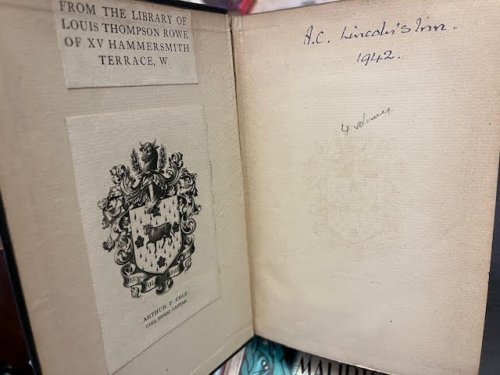 FROM THE LIBRARY OF
LOUIS THOMPSON ROWE
OF XV HAMMERSMITH
TERRACE, W.
ARTHUR F. COLE
A.C. Lincoln's Inn.
1942.
4 volumes